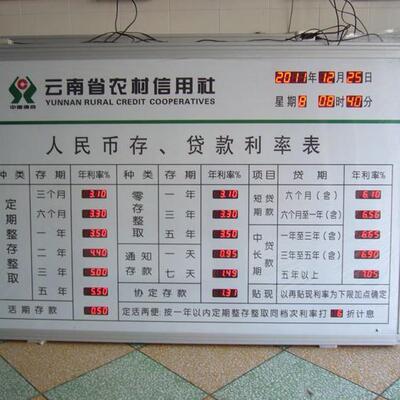 云南省农村信用社
YUNNAN RURAL CREDIT COOPERATIVES
中国信合
2011年12月25日
星期8 08时40分
人民币存、贷款利率表
种类 存期 年利率% 种类 存期 年利率% 项目 贷期 年利率%
定期整存整取 三个月 3.10 零存整取 一年 3.10 短期贷款 六个月(含) 6.10
六个月 3.30 三年 3.30 六个月至一年(含) 6.56
一年 3.50 五年 3.50 中长期贷款 一年至三年(含) 6.65
二年 4.40 通知存款 一天 0.95 三年至五年(含) 6.90
三年 5.00 七天 1.49 五年以上 7.05
五年 5.50 协定存款 1.31 贴现 以再贴现利率为下限加点确定
活期存款 0.50 定活两便:按一年以内定期整存整取同档次利率打6折计息